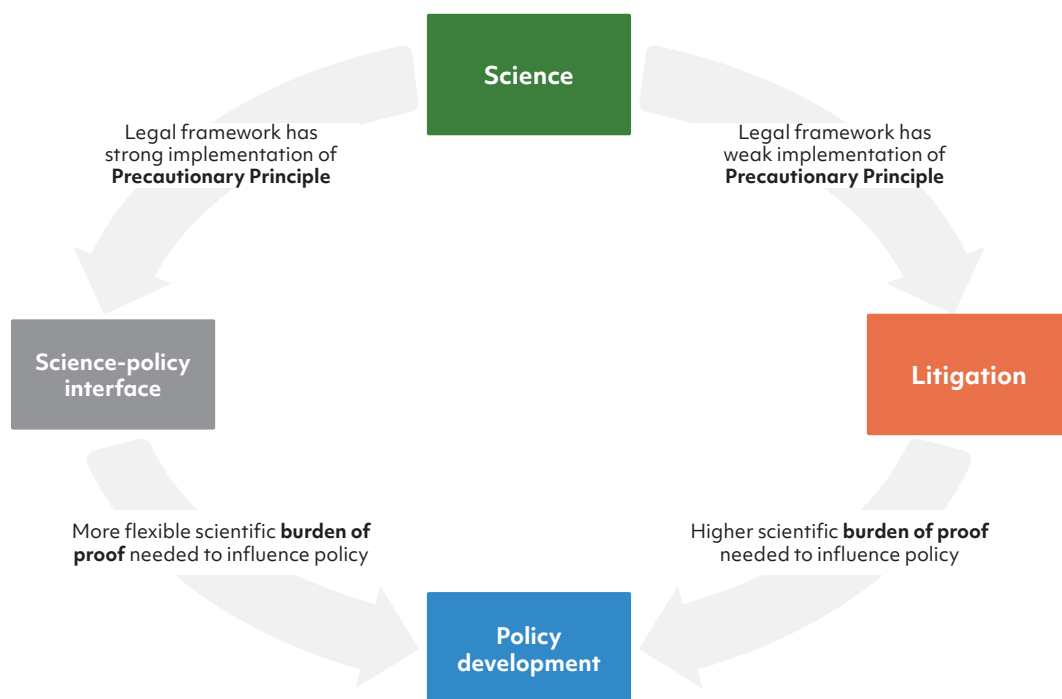 Science
Legal framework has
strong implementation of
Precautionary Principle
Legal framework has
weak implementation of
Precautionary Principle
Science-policy
interface
Litigation
More flexible scientific burden of
proof needed to influence policy
Higher scientific burden of proof
needed to influence policy
Policy
development